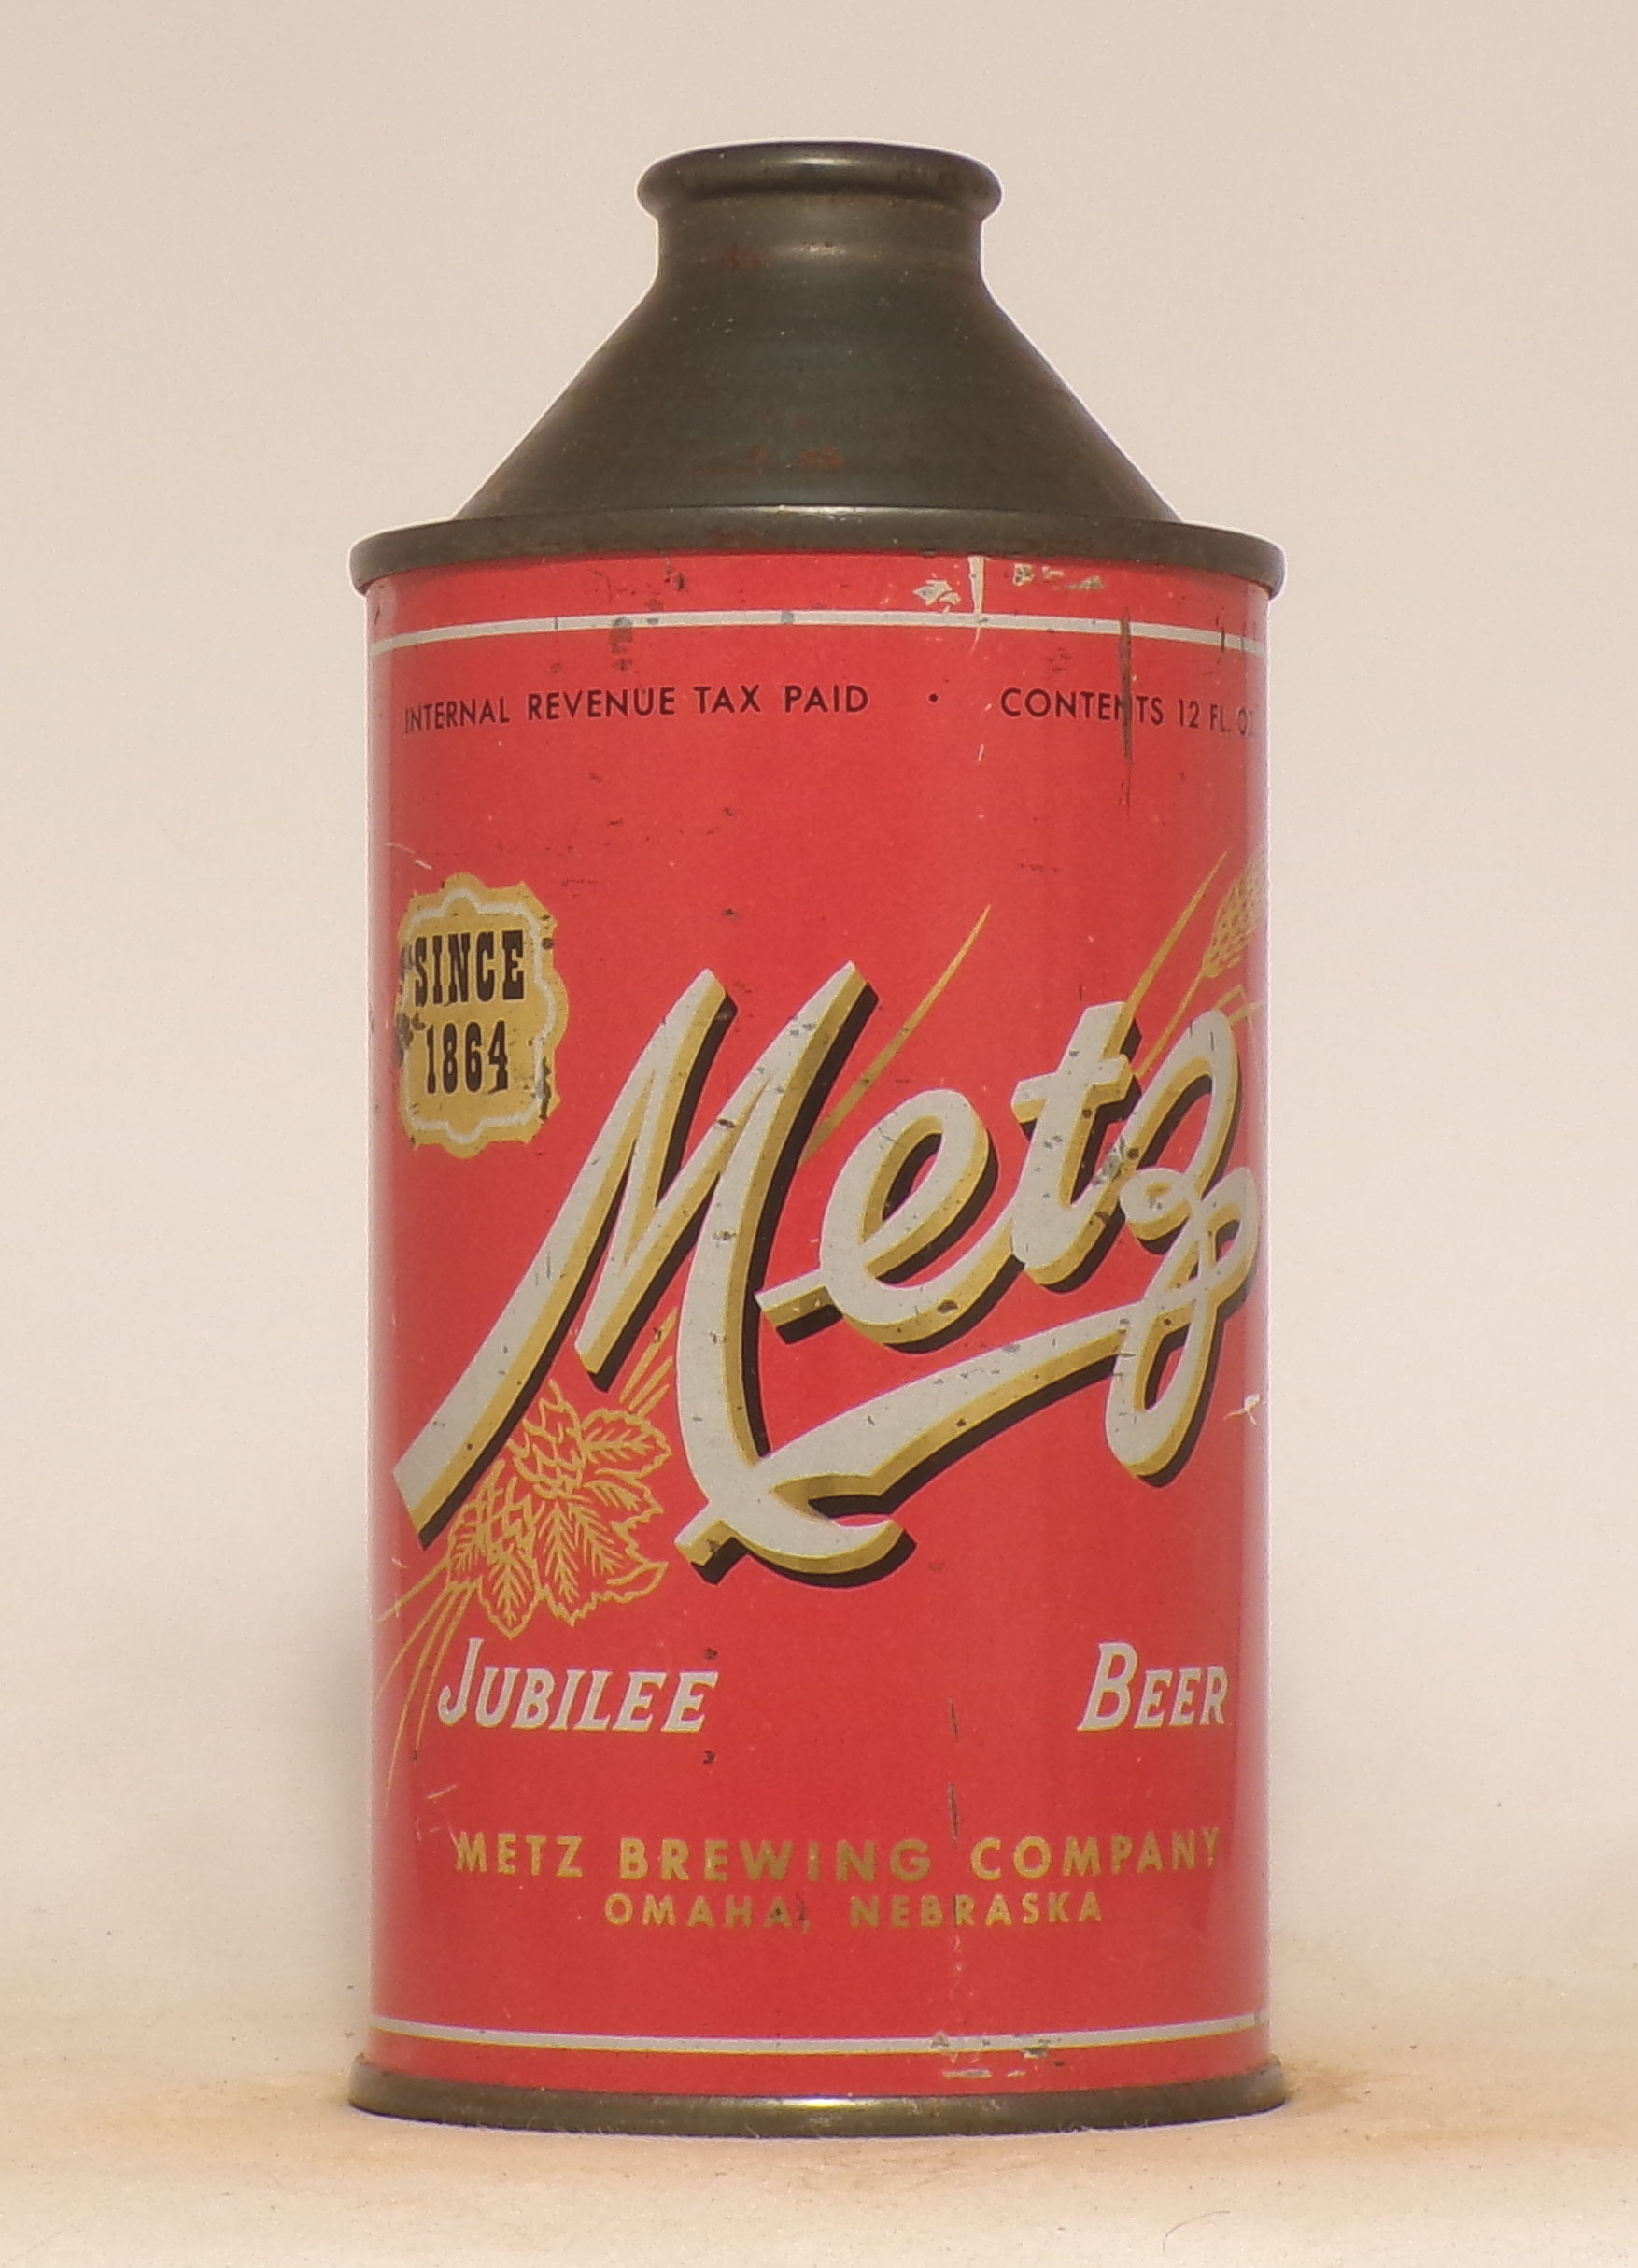 INTERNAL REVENUE TAX PAID • CONTENTS 12 FL. OZ.
SINCE
1864
Metz
JUBILEE BEER
METZ BREWING COMPANY
OMAHA, NEBRASKA